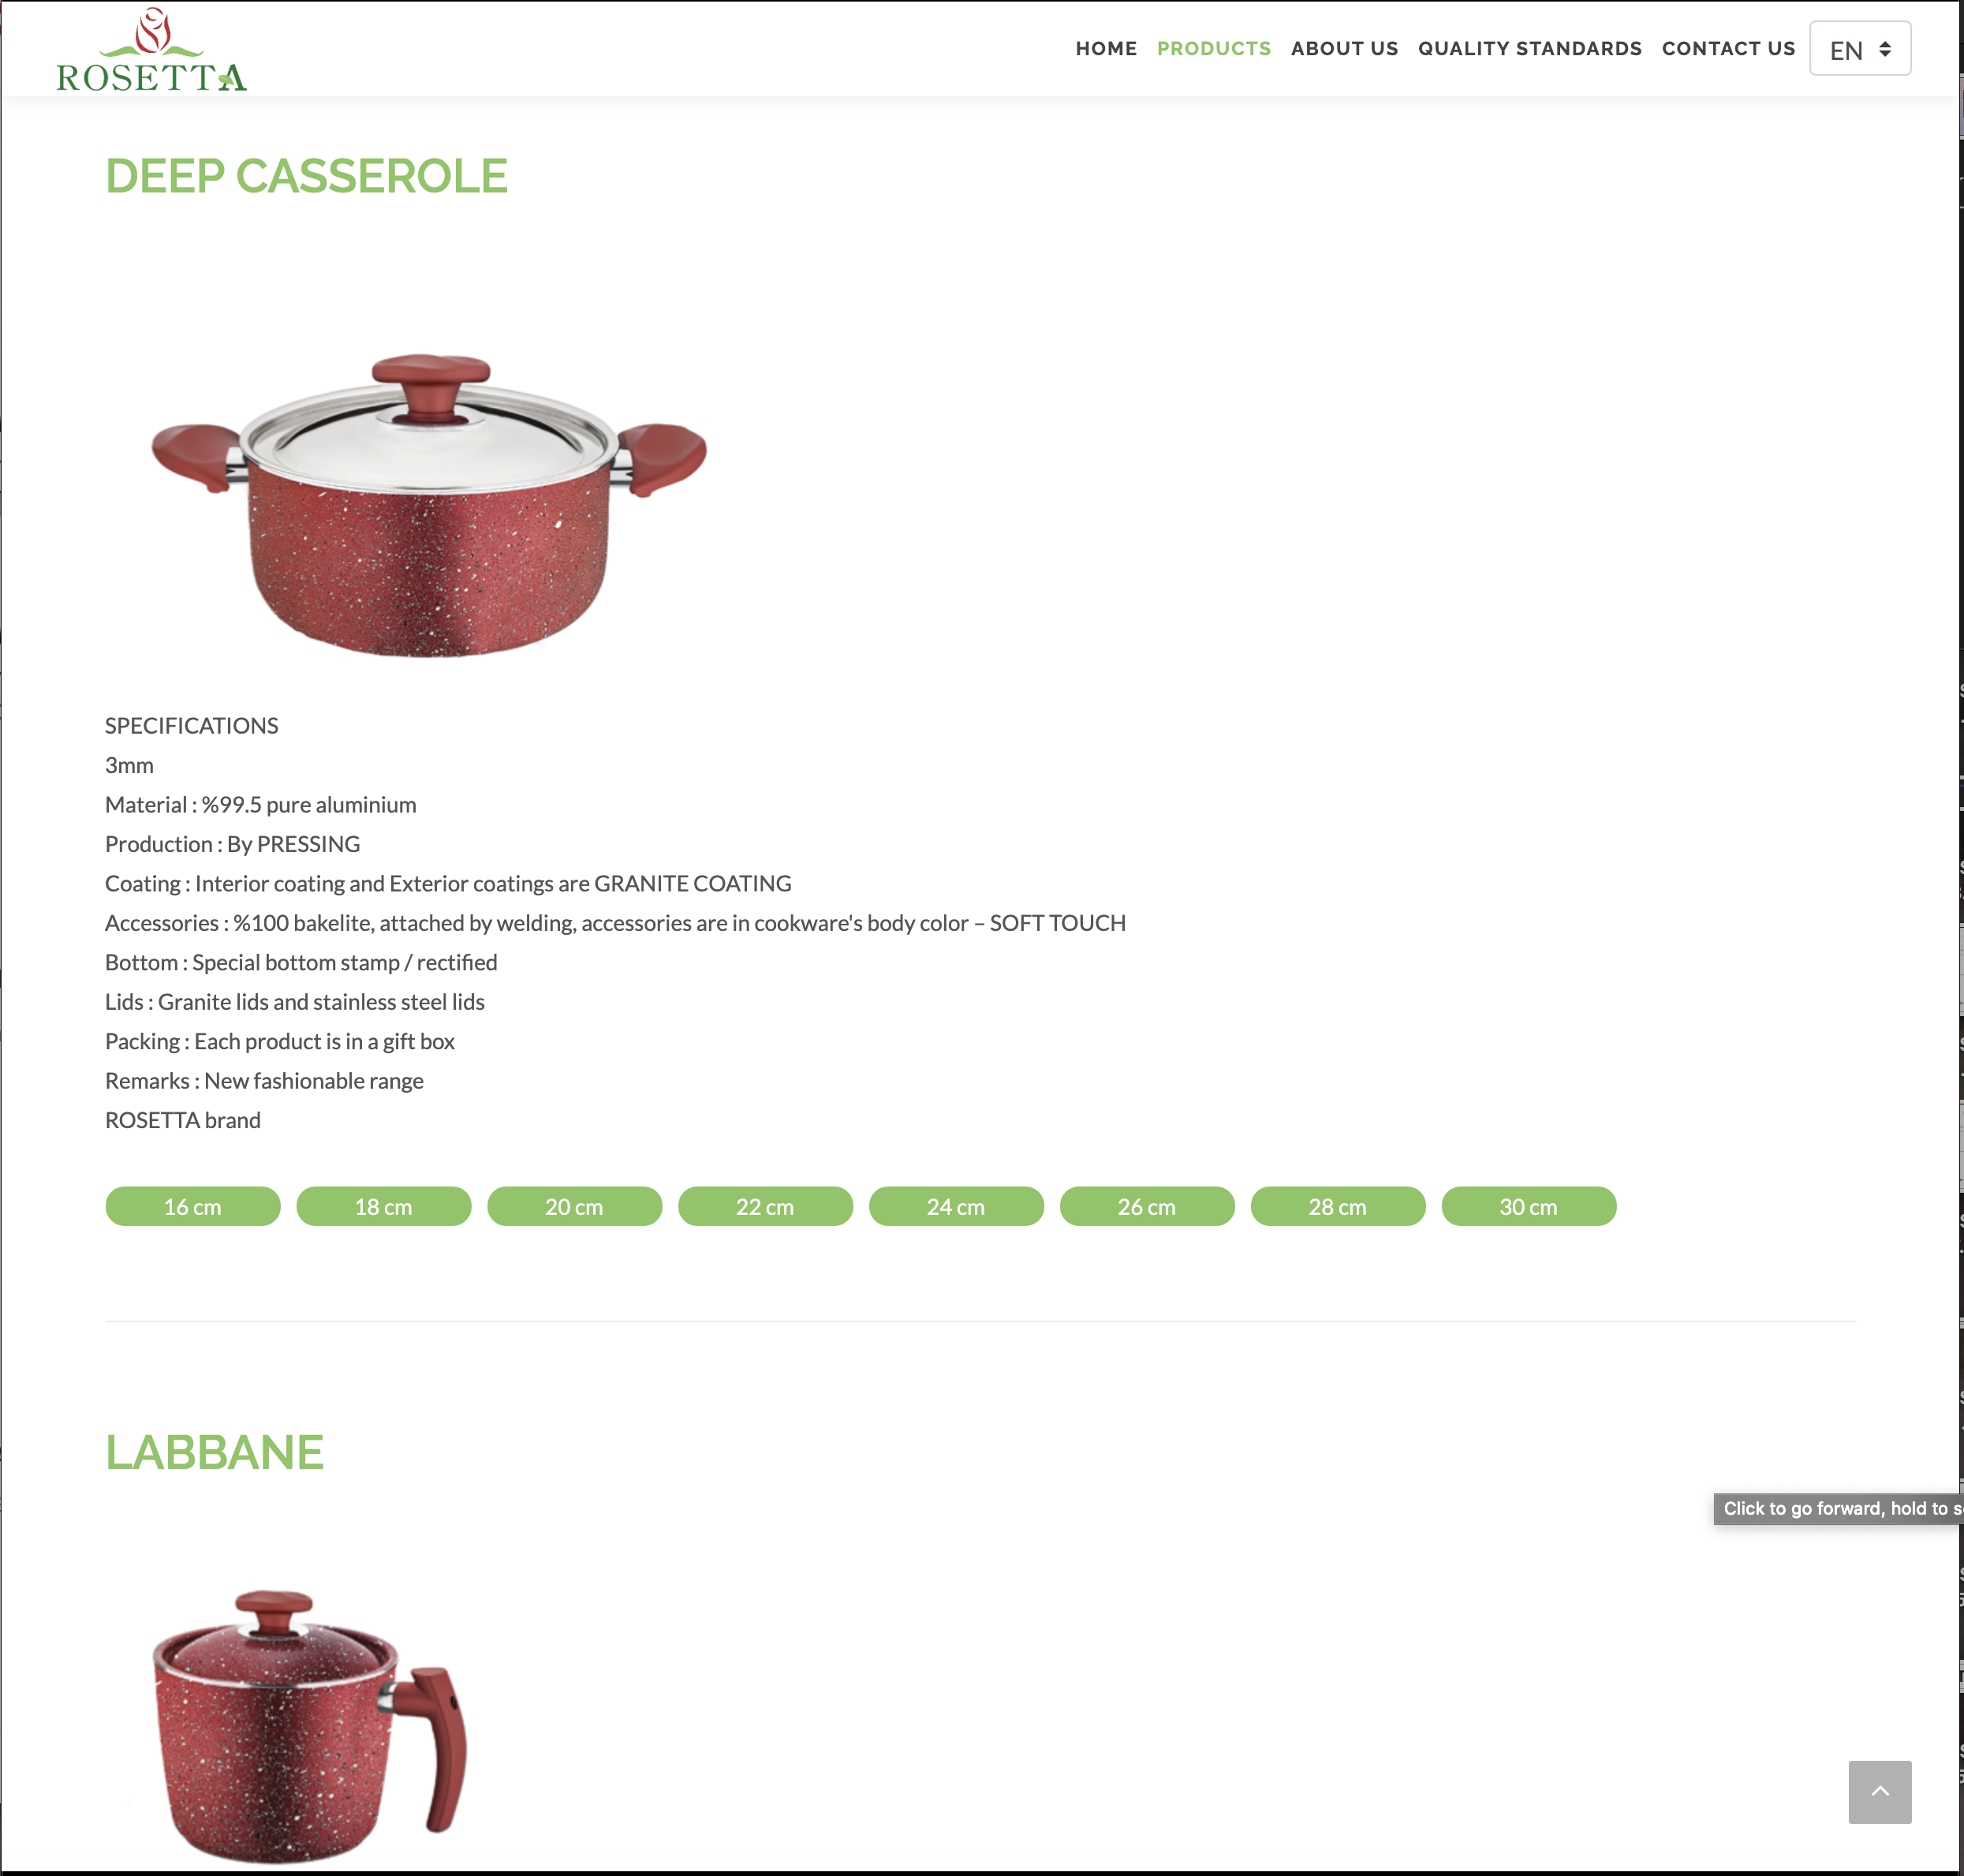 ROSETTA
HOME PRODUCTS ABOUT US QUALITY STANDARDS CONTACT US EN
DEEP CASSEROLE
SPECIFICATIONS
3mm
Material : %99.5 pure aluminium
Production : By PRESSING
Coating : Interior coating and Exterior coatings are GRANITE COATING
Accessories : %100 bakelite, attached by welding, accessories are in cookware's body color – SOFT TOUCH
Bottom : Special bottom stamp / rectified
Lids : Granite lids and stainless steel lids
Packing : Each product is in a gift box
Remarks : New fashionable range
ROSETTA brand
16 cm 18 cm 20 cm 22 cm 24 cm 26 cm 28 cm 30 cm
LABBANE
Click to go forward, hold to